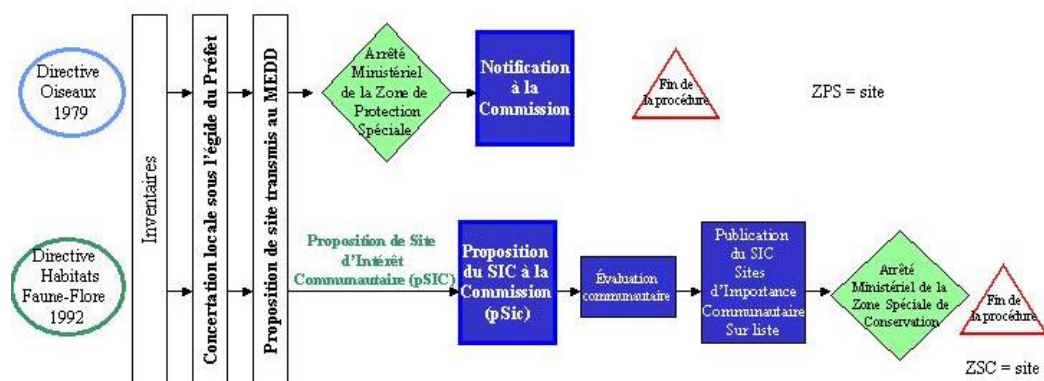 Directive
Oiseaux
1979
Inventaires
Concertation locale sous l'égide du Préfet
Proposition de site transmis au MEDD
Arrêté
Ministériel
de la Zone de
Protection
Spéciale
Notification
à la
Commission
Fin de
la procédure
ZPS = site
Directive
Habitats
Faune-Flore
1992
Proposition de Site
d'Intérêt
Communautaire (pSIC)
Proposition
du SIC à la
Commission
(pSic)
Évaluation
communautaire
Publication
du SIC
Sites
d'Importance
Communautaire
Sur liste
Arrêté
Ministériel de la
Zone Spéciale de
Conservation
Fin de
la procédure
ZSC = site